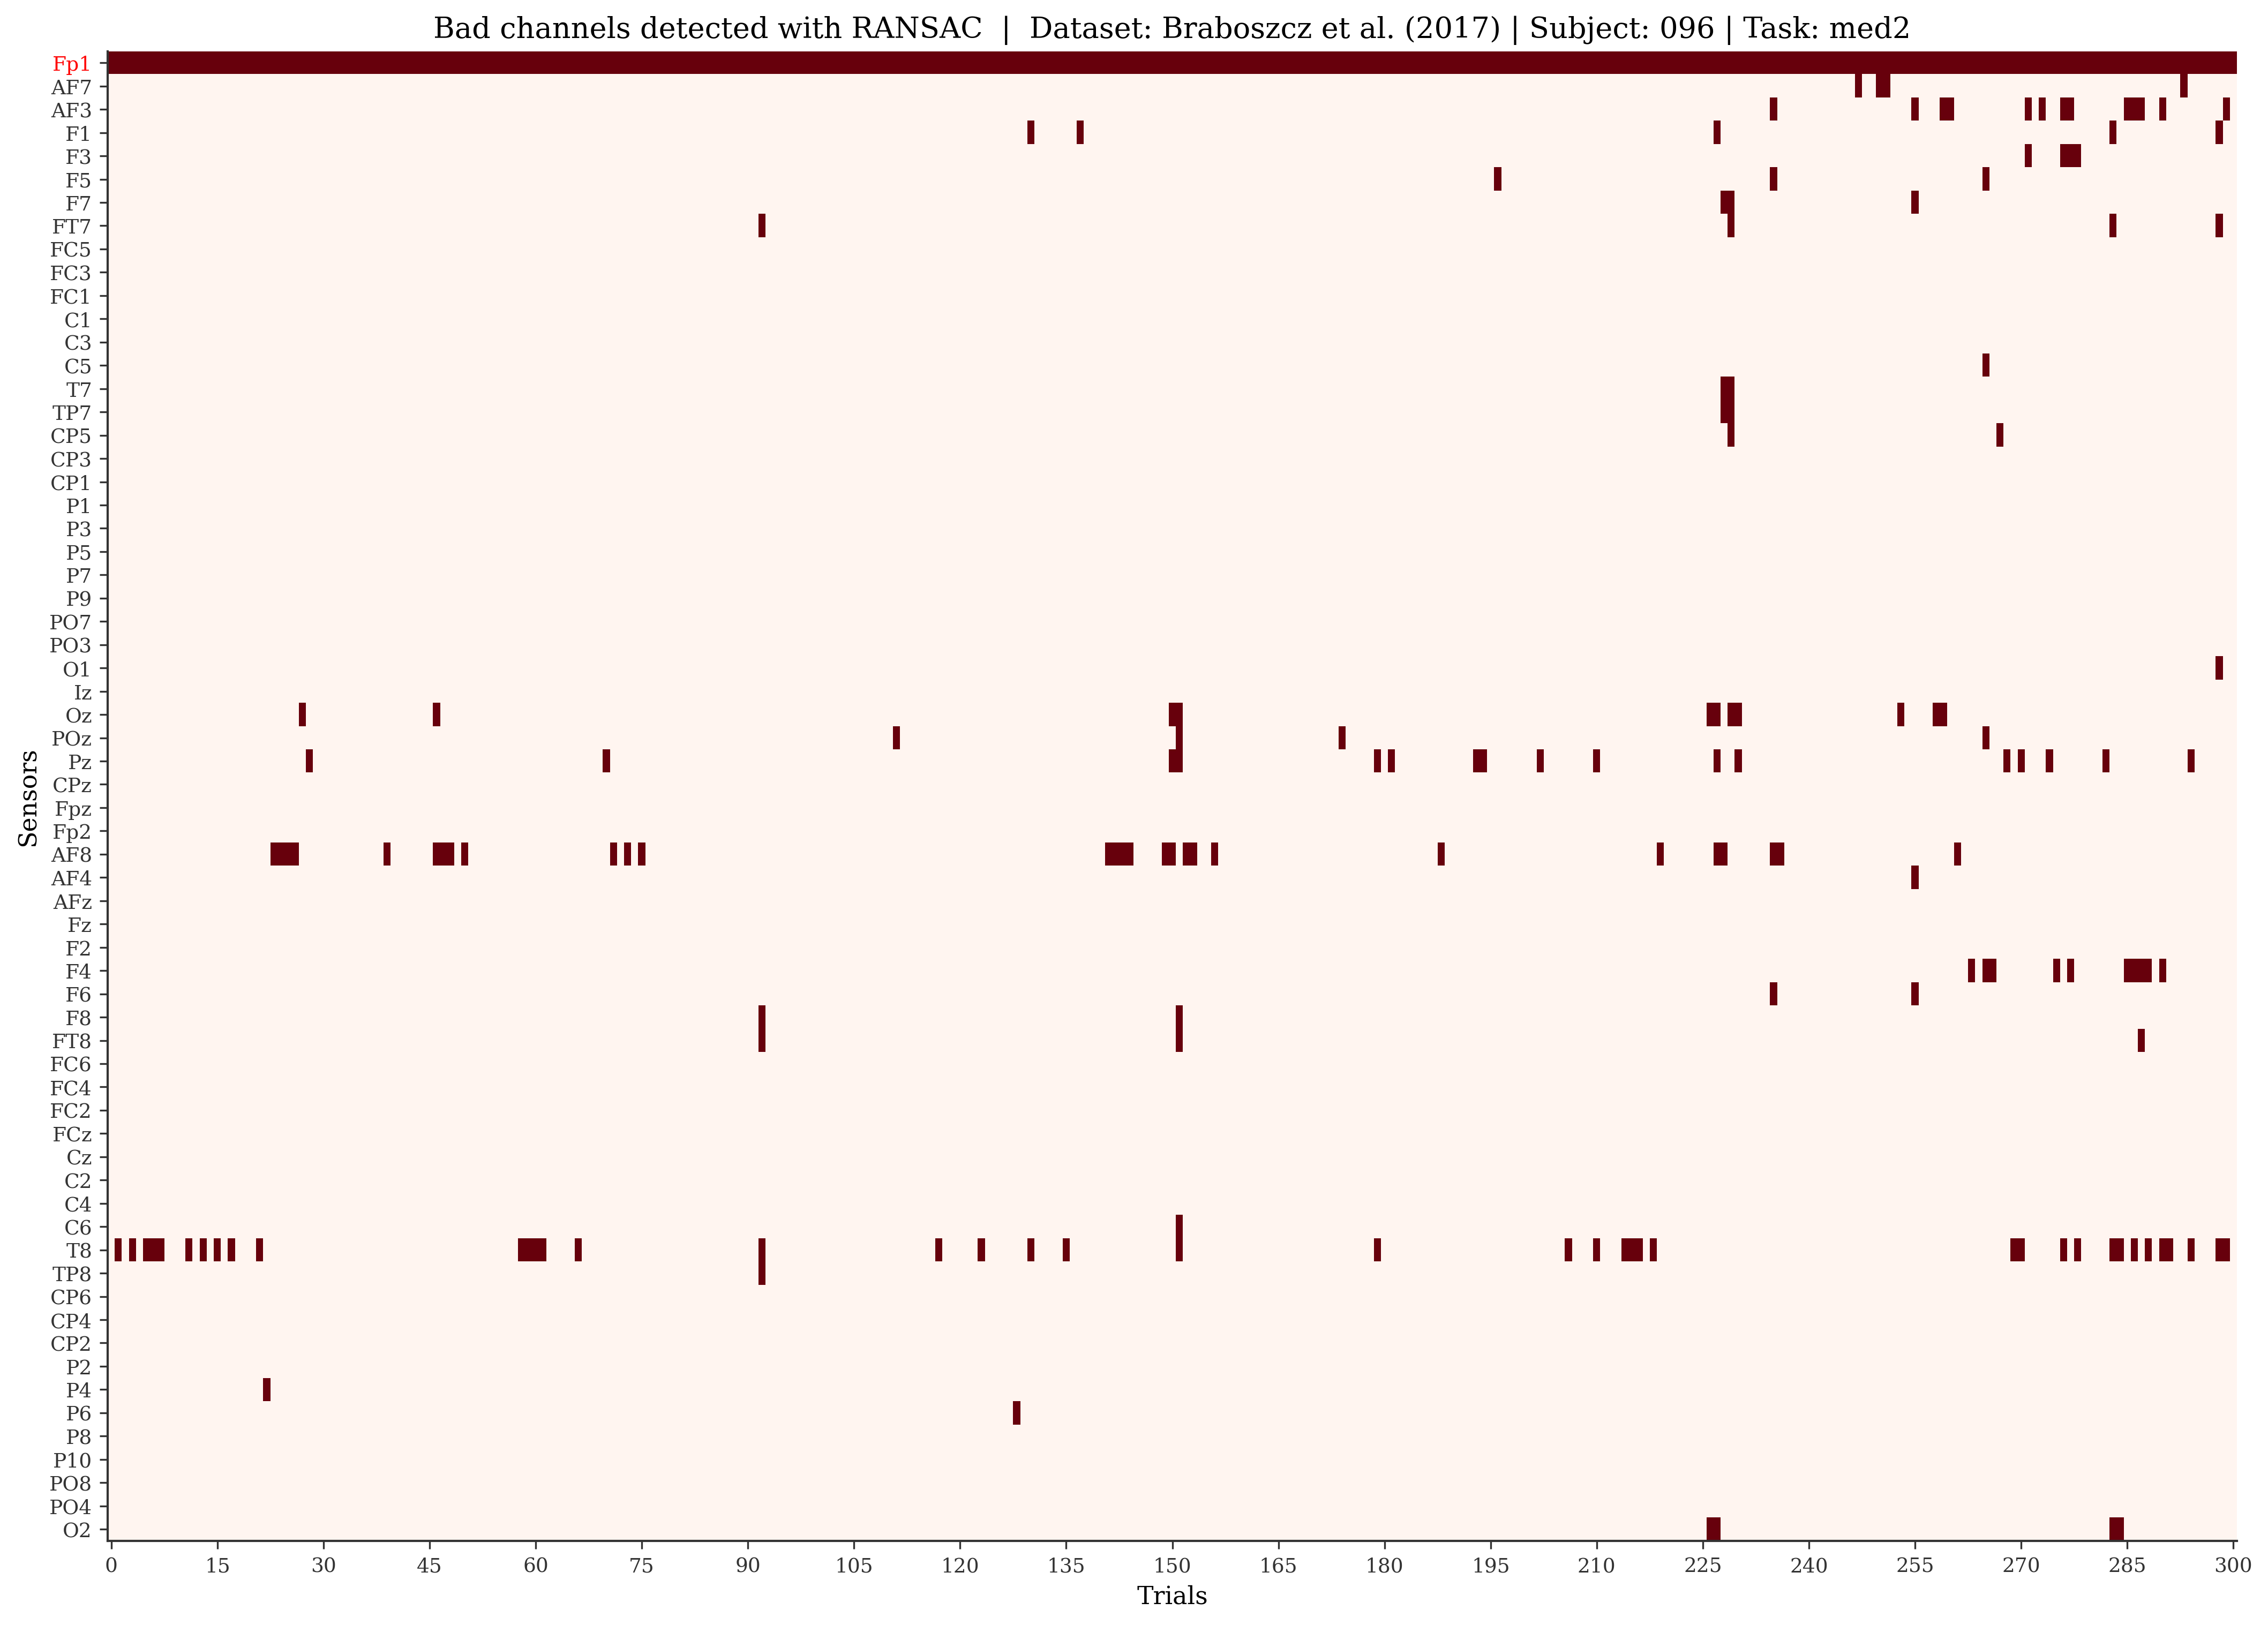 Bad channels detected with RANSAC | Dataset: Braboszcz et al. (2017) | Subject: 096 | Task: med2
Fp1
AF7
AF3
F1
F3
F5
F7
FT7
FC5
FC3
FC1
C1
C3
C5
T7
TP7
CP5
CP3
CP1
P1
P3
P5
P7
P9
PO7
PO3
O1
Iz
Oz
POz
Pz
CPz
Fpz
Fp2
AF8
AF4
AFz
Fz
F2
F4
F6
F8
FT8
FC6
FC4
FC2
FCz
Cz
C2
C4
C6
T8
TP8
CP6
CP4
CP2
P2
P4
P6
P8
P10
PO8
PO4
O2
Sensors
0 15 30 45 60 75 90 105 120 135 150 165 180 195 210 225 240 255 270 285 300
Trials